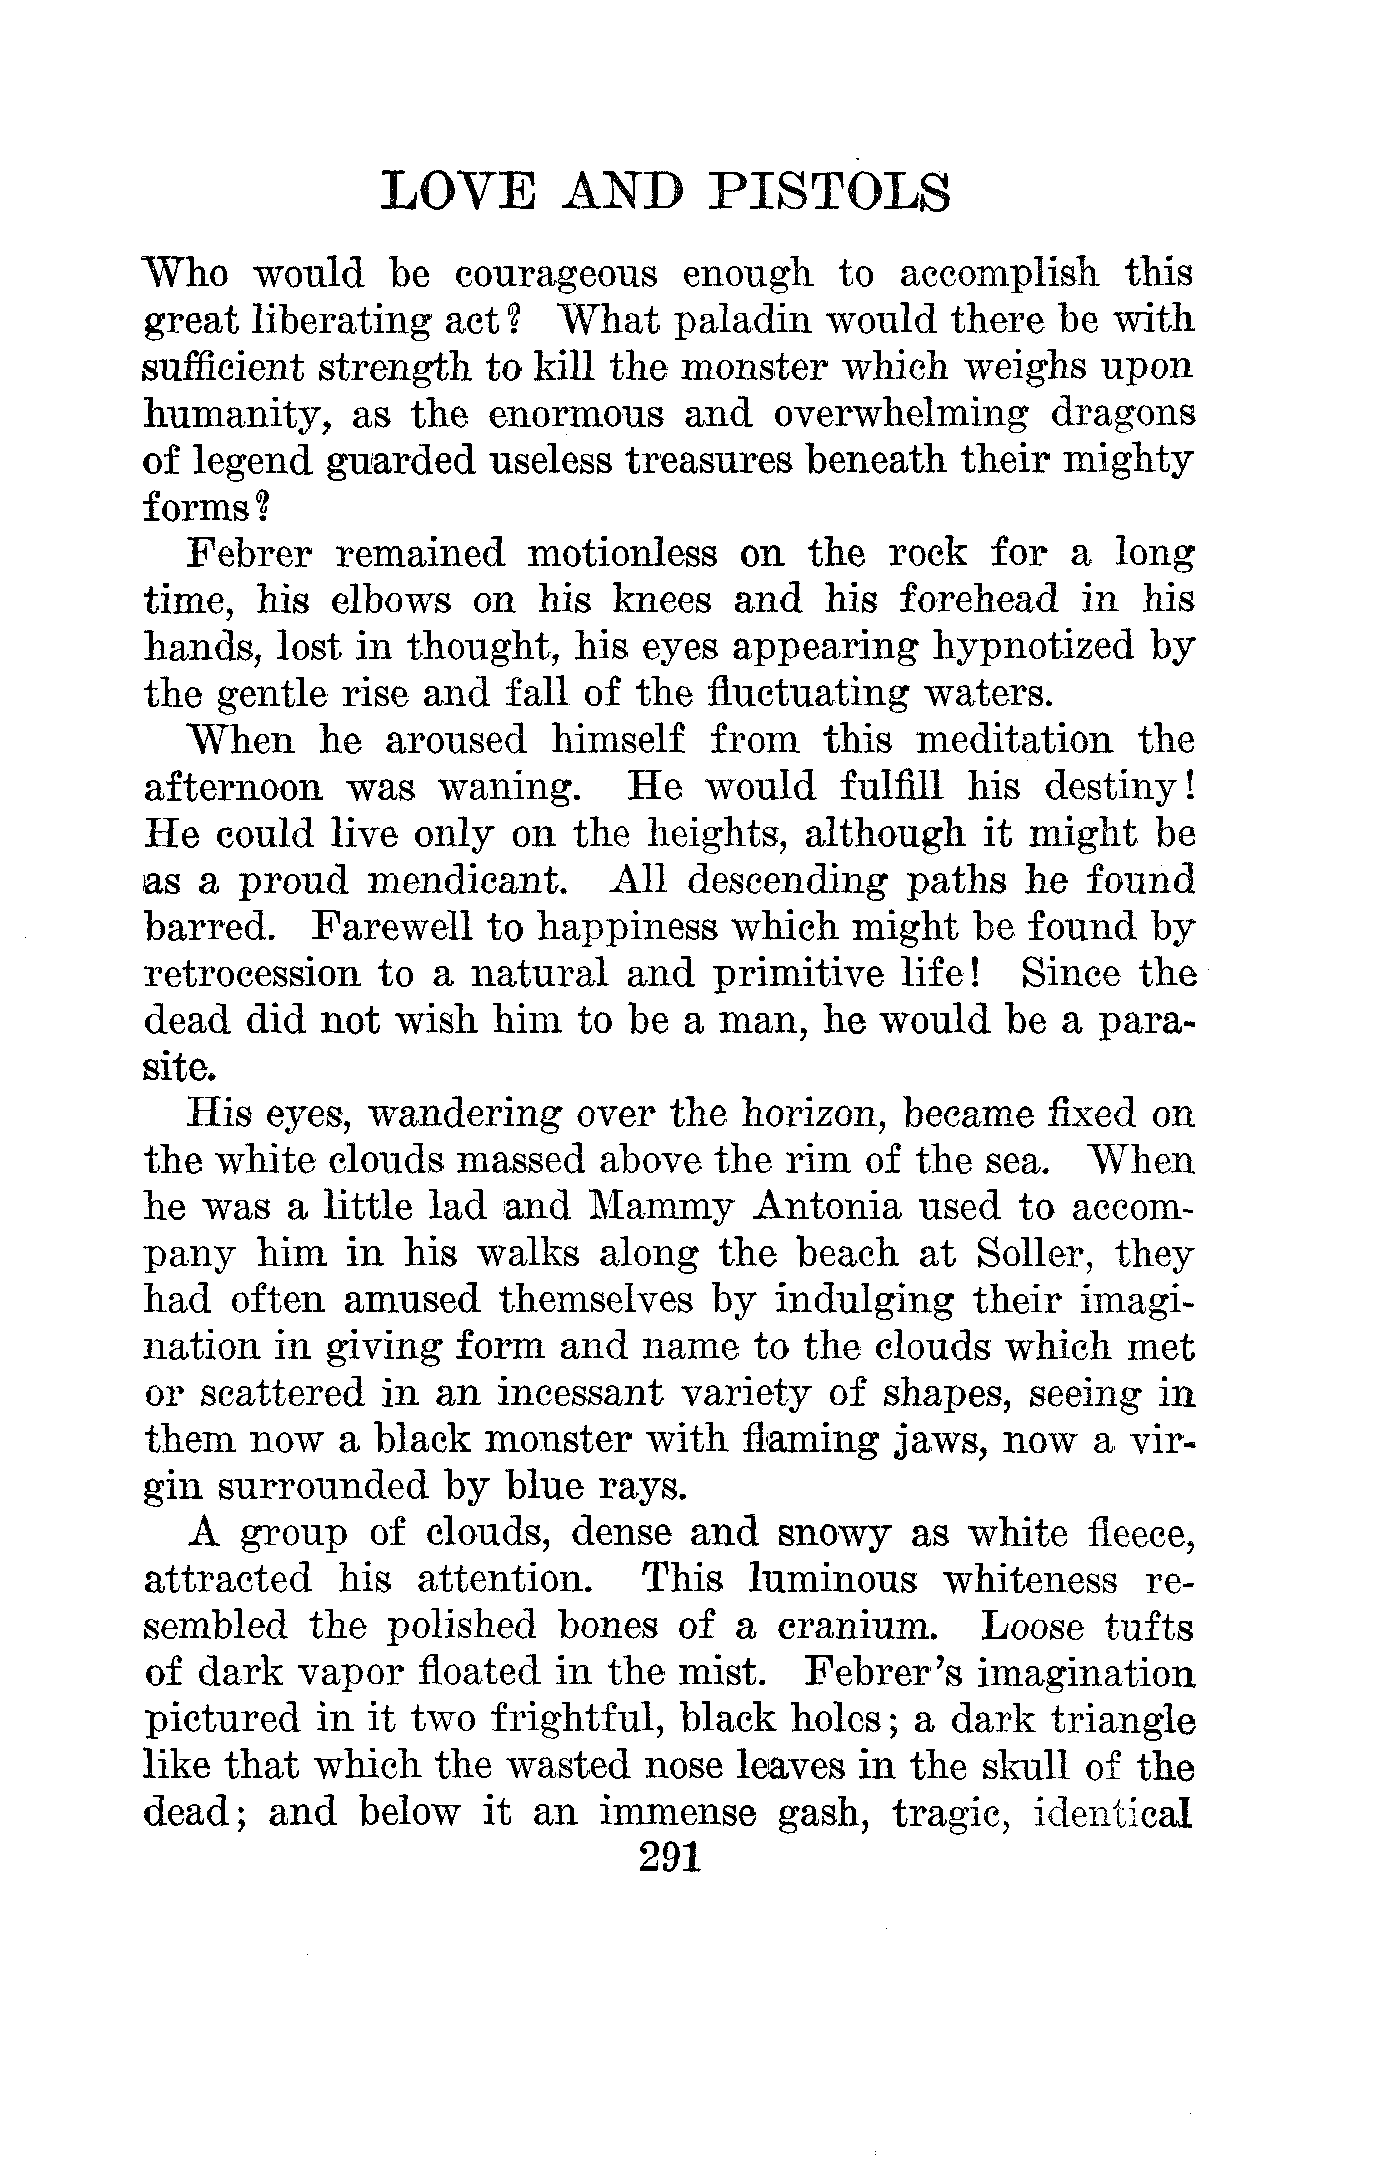 LOVE AND PISTOLS
Who would be courageous enough to accomplish this
great liberating act? What paladin would there be with
sufficient strength to kill the monster which weighs upon
humanity, as the enormous and overwhelming dragons
of legend guarded useless treasures beneath their mighty
forms?
Febrer remained motionless on the rock for a long
time, his elbows on his knees and his forehead in his
hands, lost in thought, his eyes appearing hypnotized by
the gentle rise and fall of the fluctuating waters.
When he aroused himself from this meditation the
afternoon was waning. He would fulfill his destiny!
He could live only on the heights, although it might be
as a proud mendicant. All descending paths he found
barred. Farewell to happiness which might be found by
retrocession to a natural and primitive life! Since the
dead did not wish him to be a man, he would be a para-
site.
His eyes, wandering over the horizon, became fixed on
the white clouds massed above the rim of the sea. When
he was a little lad and Mammy Antonia used to accom-
pany him in his walks along the beach at Soller, they
had often amused themselves by indulging their imagi-
nation in giving form and name to the clouds which met
or scattered in an incessant variety of shapes, seeing in
them now a black monster with flaming jaws, now a vir-
gin surrounded by blue rays.
A group of clouds, dense and snowy as white fleece,
attracted his attention. This luminous whiteness re-
sembled the polished bones of a cranium. Loose tufts
of dark vapor floated in the mist. Febrer's imagination
pictured in it two frightful, black holes; a dark triangle
like that which the wasted nose leaves in the skull of the
dead; and below it an immense gash, tragic, identical
291